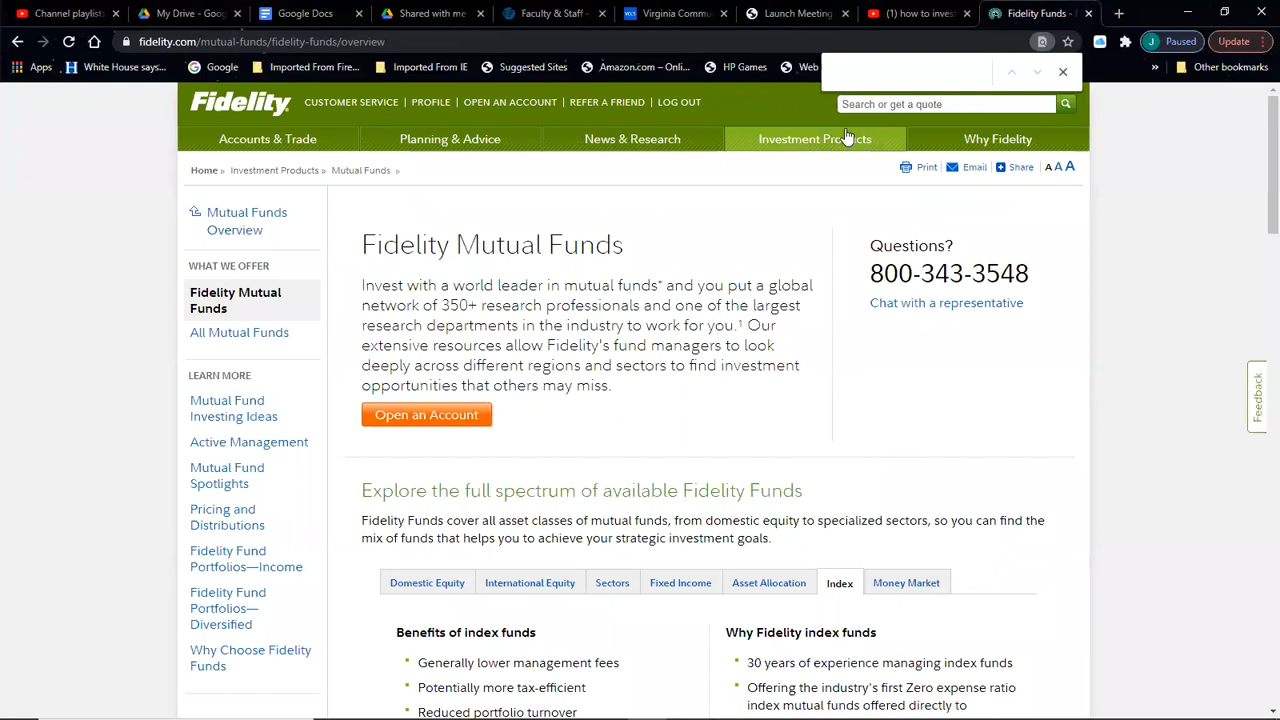 Channel playlists
My Drive - Goog
Google Docs
Shared with me
Faculty & Staff -
Virginia Commu
Launch Meeting
(1) how to inves
Fidelity Funds -
fidelity.com/mutual-funds/fidelity-funds/overview
J Paused
Update
Apps
White House says...
Google
Imported From IE
Imported From IE
Suggested Sites
Amazon.com – Onli...
HP Games
Web
»
Other bookmarks
Fidelity
CUSTOMER SERVICE | PROFILE | OPEN AN ACCOUNT | REFER A FRIEND | LOG OUT
Search or get a quote
Accounts & Trade
Planning & Advice
News & Research
Investment Products
Why Fidelity
Home » Investment Products » Mutual Funds »
Print
Email
Share
A A A
Mutual Funds
Overview
WHAT WE OFFER
Fidelity Mutual
Funds
All Mutual Funds
LEARN MORE
Mutual Fund
Investing Ideas
Active Management
Mutual Fund
Spotlights
Pricing and
Distributions
Fidelity Fund
Portfolios—Income
Fidelity Fund
Portfolios—
Diversified
Why Choose Fidelity
Funds
Fidelity Mutual Funds
Invest with a world leader in mutual funds* and you put a global
network of 350+ research professionals and one of the largest
research departments in the industry to work for you.¹ Our
extensive resources allow Fidelity's fund managers to look
deeply across different regions and sectors to find investment
opportunities that others may miss.
Open an Account
Questions?
800-343-3548
Chat with a representative
Feedback
Explore the full spectrum of available Fidelity Funds
Fidelity Funds cover all asset classes of mutual funds, from domestic equity to specialized sectors, so you can find the
mix of funds that helps you to achieve your strategic investment goals.
Domestic Equity
International Equity
Sectors
Fixed Income
Asset Allocation
Index
Money Market
Benefits of index funds
Generally lower management fees
Potentially more tax-efficient
Reduced portfolio turnover
Why Fidelity index funds
30 years of experience managing index funds
Offering the industry's first Zero expense ratio
index mutual funds offered directly to